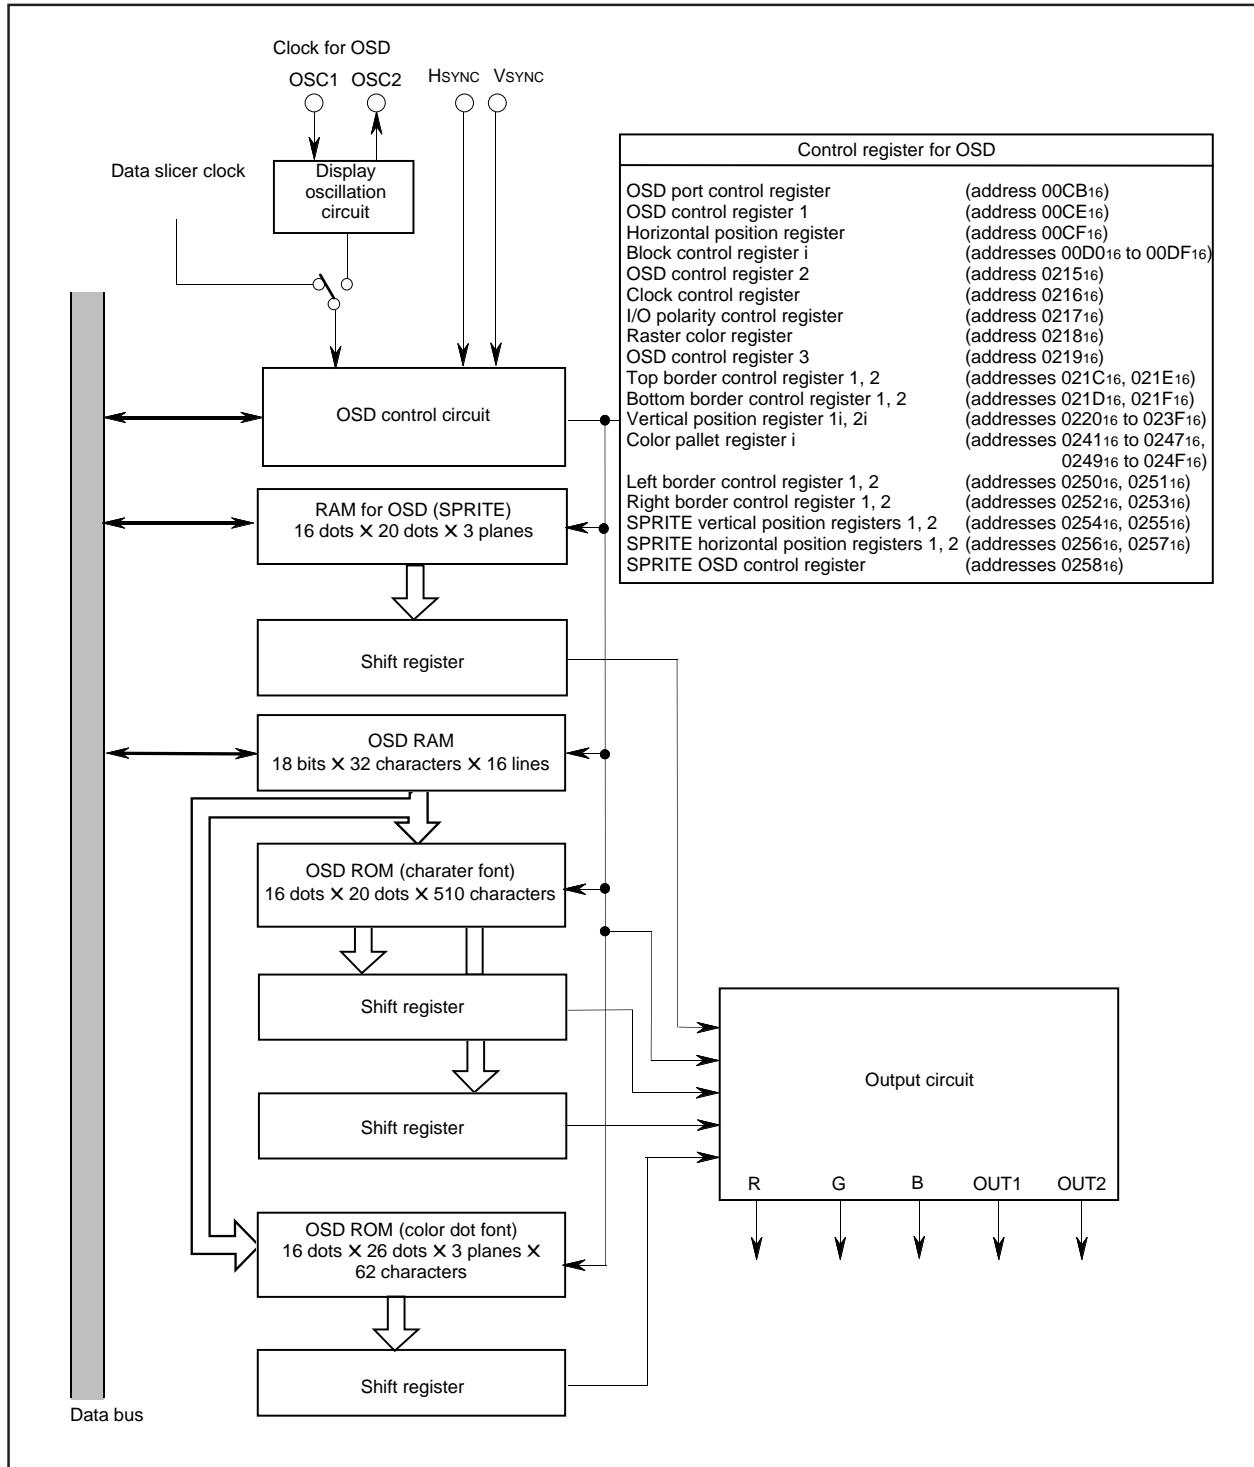 Clock for OSD
OSC1 OSC2 HSYNC VSYNC
Data slicer clock
Display
oscillation
circuit
Control register for OSD
OSD port control register (address 00CB16)
OSD control register 1 (address 00CE16)
Horizontal position register (address 00CF16)
Block control register i (addresses 00D016 to 00DF16)
OSD control register 2 (address 021516)
Clock control register (address 021616)
I/O polarity control register (address 021716)
Raster color register (address 021816)
OSD control register 3 (address 021916)
Top border control register 1, 2 (addresses 021C16, 021E16)
Bottom border control register 1, 2 (addresses 021D16, 021F16)
Vertical position register 1i, 2i (addresses 022016 to 023F16)
Color pallet register i (addresses 024116 to 024716,
024916 to 024F16)
Left border control register 1, 2 (addresses 025016, 025116)
Right border control register 1, 2 (addresses 025216, 025316)
SPRITE vertical position registers 1, 2 (addresses 025416, 025516)
SPRITE horizontal position registers 1, 2 (addresses 025616, 025716)
SPRITE OSD control register (addresses 025816)
OSD control circuit
RAM for OSD (SPRITE)
16 dots X 20 dots X 3 planes
Shift register
OSD RAM
18 bits X 32 characters X 16 lines
OSD ROM (charater font)
16 dots X 20 dots X 510 characters
Shift register
Shift register
Output circuit
R G B OUT1 OUT2
OSD ROM (color dot font)
16 dots X 26 dots X 3 planes X
62 characters
Shift register
Data bus